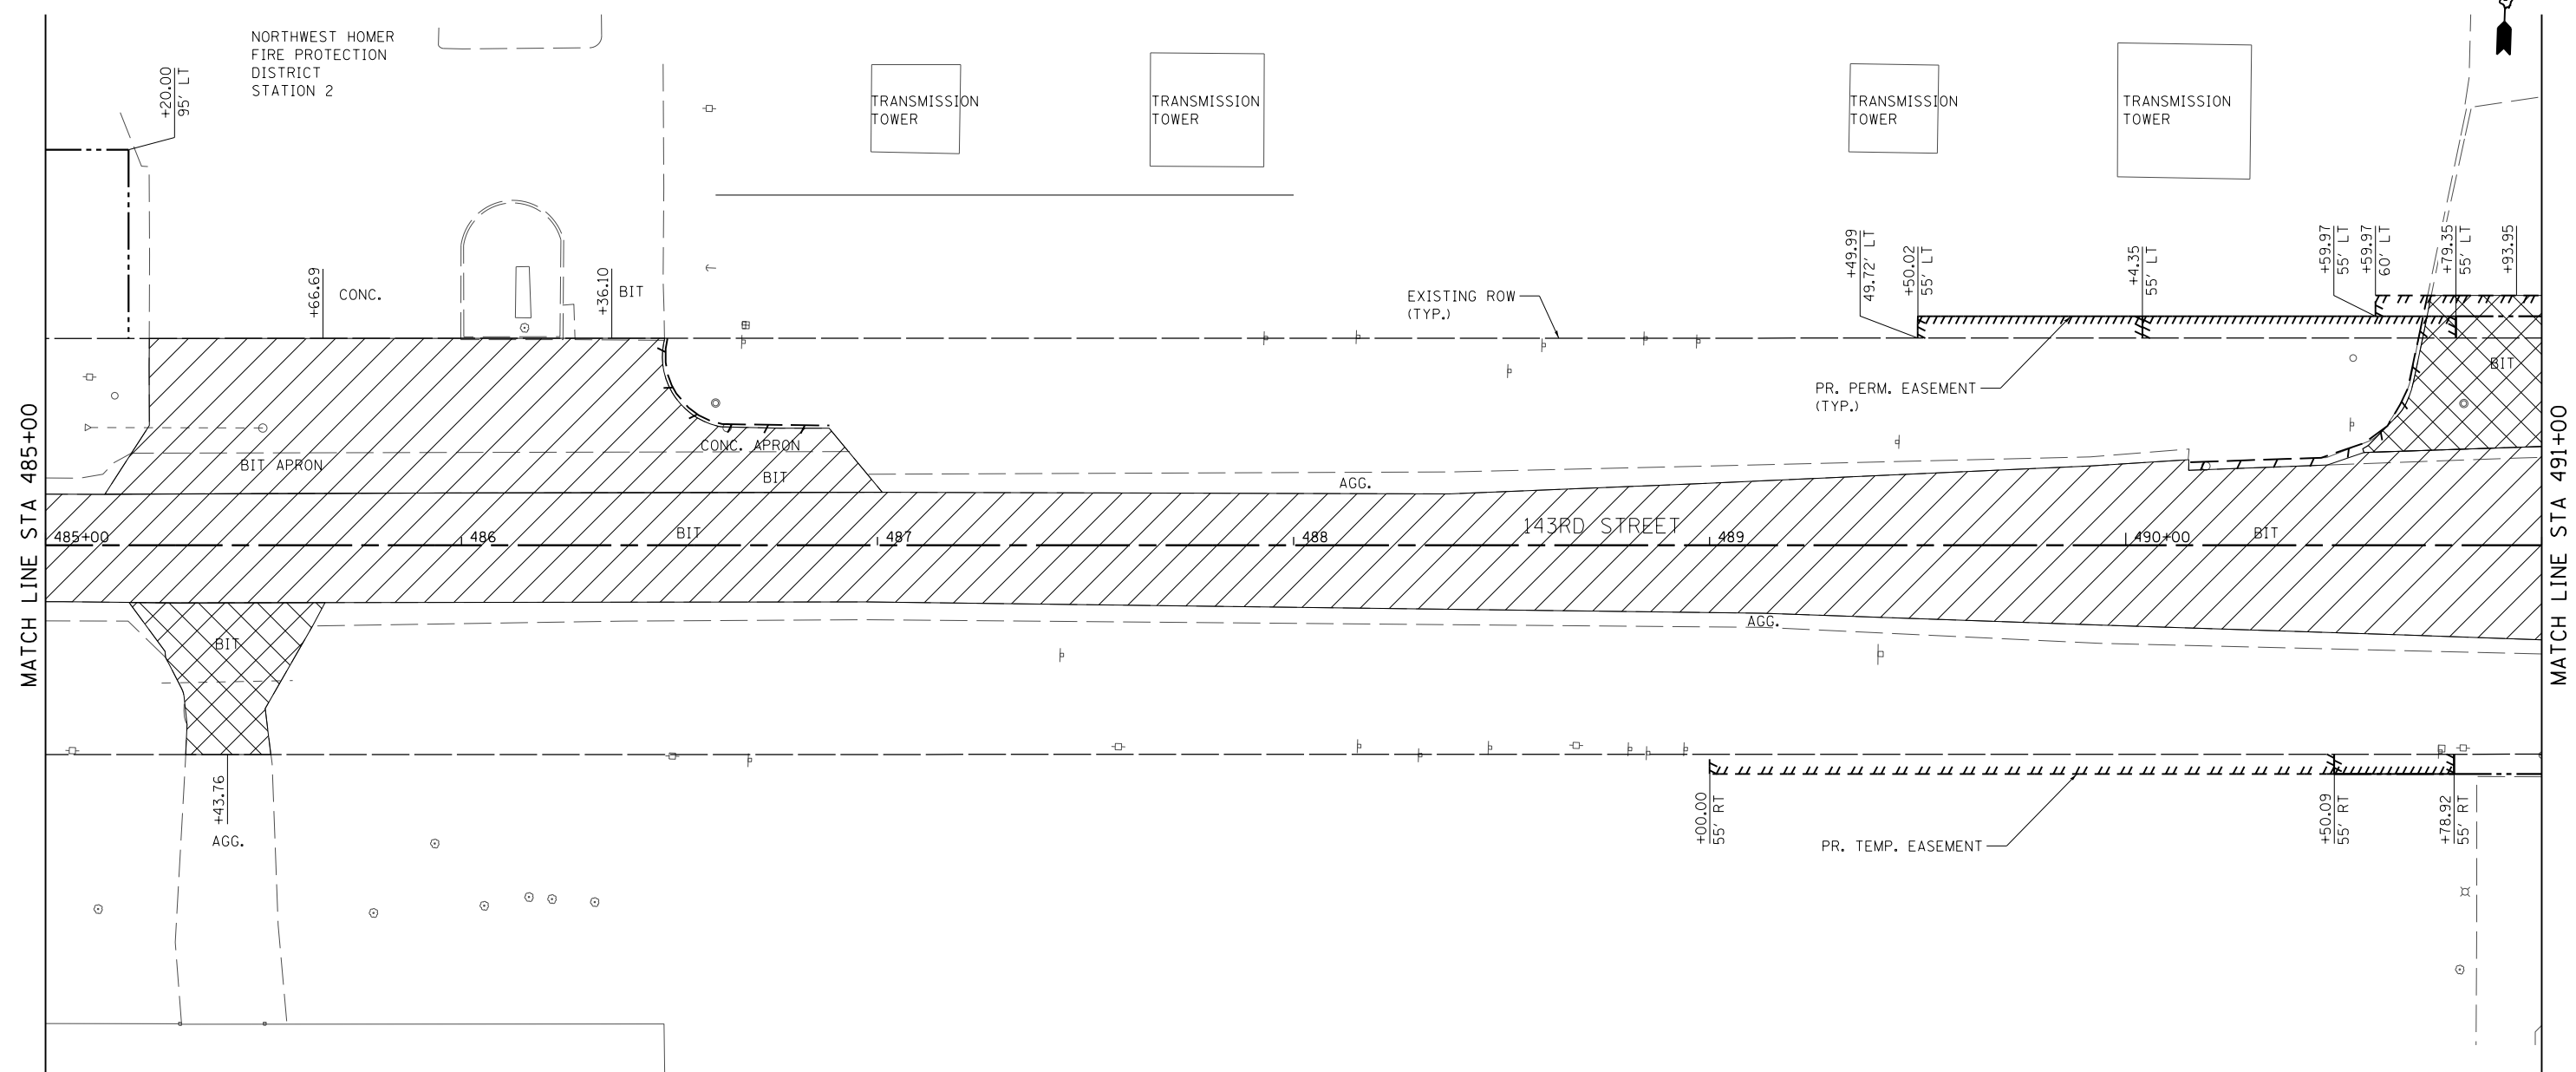 NORTHWEST HOMER
FIRE PROTECTION
DISTRICT
STATION 2
+20.00
95' LT
TRANSMISSION
TOWER
TRANSMISSION
TOWER
TRANSMISSION
TOWER
TRANSMISSION
TOWER
+66.69
CONC.
+36.10
BIT
EXISTING ROW
(TYP.)
+49.99
49.72' LT
+50.02
55' LT
+4.35
55' LT
+59.97
55' LT
+59.97
60' LT
+79.35
55' LT
+93.95
BIT
PR. PERM. EASEMENT
(TYP.)
CONC. APRON
BIT APRON
BIT
AGG.
MATCH LINE STA 485+00
485+00
486
BIT
487
488
143RD STREET
489
490+00
BIT
MATCH LINE STA 491+00
BIT
AGG.
+43.76
AGG.
+00.00
55' RT
PR. TEMP. EASEMENT
+50.09
55' RT
+78.92
55' RT